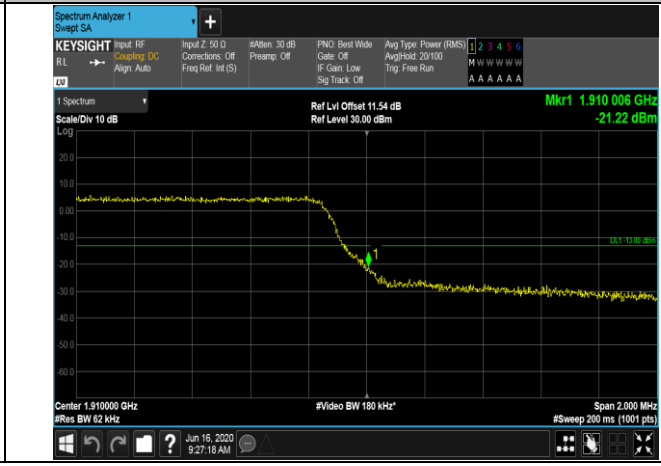 Spectrum Analyzer 1
Swept SA
+
KEYSIGHT
RL
LXI
Input: RF
Coupling: DC
Align: Auto
Input Z: 50 Ω
Corrections: Off
Freq Ref: Int (S)
#Atten: 30 dB
Preamp: Off
PNO: Best Wide
Gate: Off
IF Gain: Low
Sig Track: Off
Avg Type: Power (RMS)
Avg|Hold: 20/100
Trig: Free Run
1 2 3 4 5 6
M W W W W W
A A A A A A
1 Spectrum
Scale/Div 10 dB
Log
Ref Lvl Offset 11.54 dB
Ref Level 30.00 dBm
Mkr1 1.910 006 GHz
-21.22 dBm
20.0
10.0
0.00
-10.0
DL1 -13.00 dBm
1
-20.0
-30.0
-40.0
-50.0
-60.0
Center 1.910000 GHz
#Res BW 62 kHz
#Video BW 180 kHz*
Span 2.000 MHz
#Sweep 200 ms (1001 pts)
?
Jun 16, 2020
9:27:18 AM